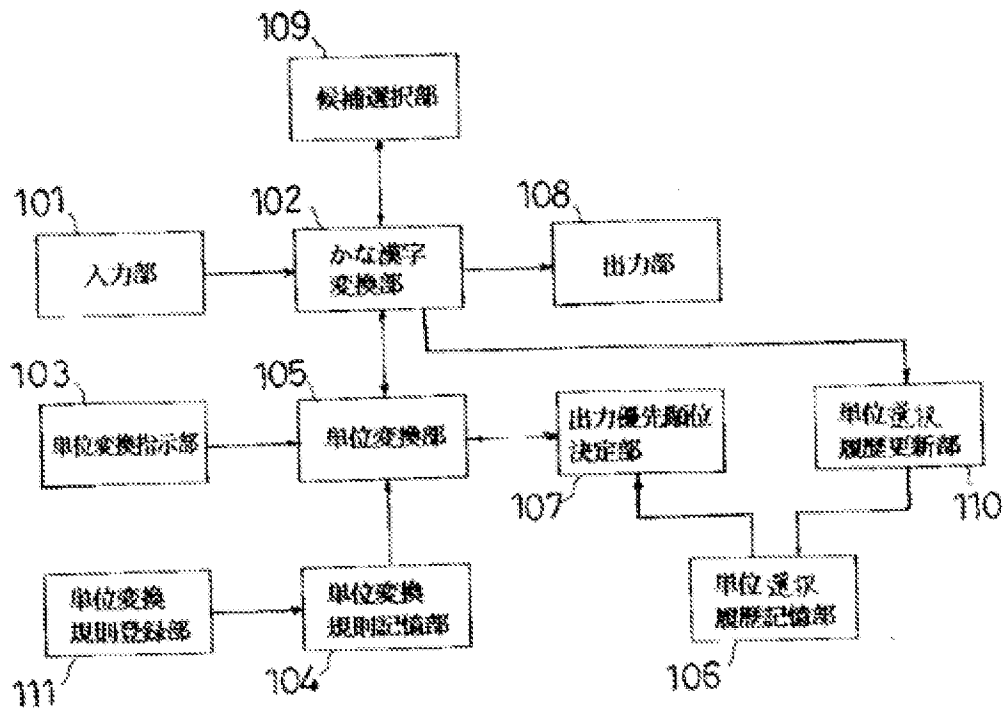 109
候補選択部
101
102
108
入力部
かな漢字
変換部
出力部
103
105
単位変換指示部
単位変換部
出力優先順位
決定部
単位選択
履歴更新部
107
110
単位変換
規則登録部
単位変換
規則記憶部
単位選択
履歴記憶部
111
104
106